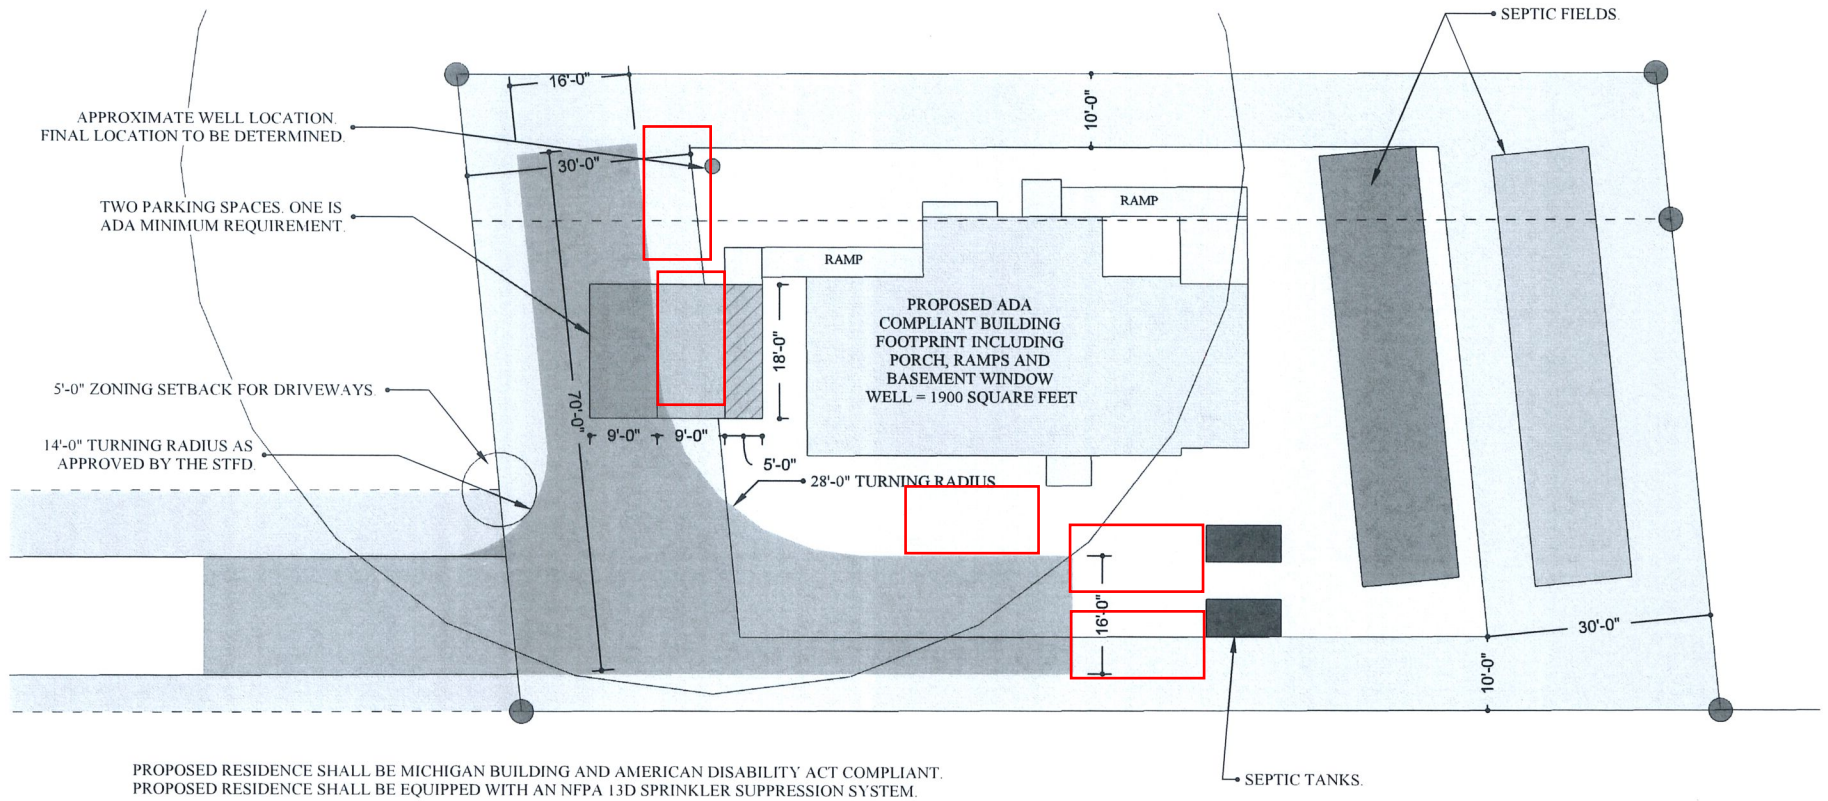 SEPTIC FIELDS.
16'-0"
10'-0"
APPROXIMATE WELL LOCATION.
FINAL LOCATION TO BE DETERMINED.
30'-0"
TWO PARKING SPACES. ONE IS
ADA MINIMUM REQUIREMENT.
RAMP
RAMP
PROPOSED ADA
COMPLIANT BUILDING
FOOTPRINT INCLUDING
PORCH, RAMPS AND
BASEMENT WINDOW
WELL = 1900 SQUARE FEET
18'-0"
5'-0" ZONING SETBACK FOR DRIVEWAYS.
70'-0"
9'-0"
9'-0"
5'-0"
14'-0" TURNING RADIUS AS
APPROVED BY THE STFD.
28'-0" TURNING RADIUS
16'-0"
30'-0"
10'-0"
SEPTIC TANKS.
PROPOSED RESIDENCE SHALL BE MICHIGAN BUILDING AND AMERICAN DISABILITY ACT COMPLIANT.
PROPOSED RESIDENCE SHALL BE EQUIPPED WITH AN NFPA 13D SPRINKLER SUPPRESSION SYSTEM.